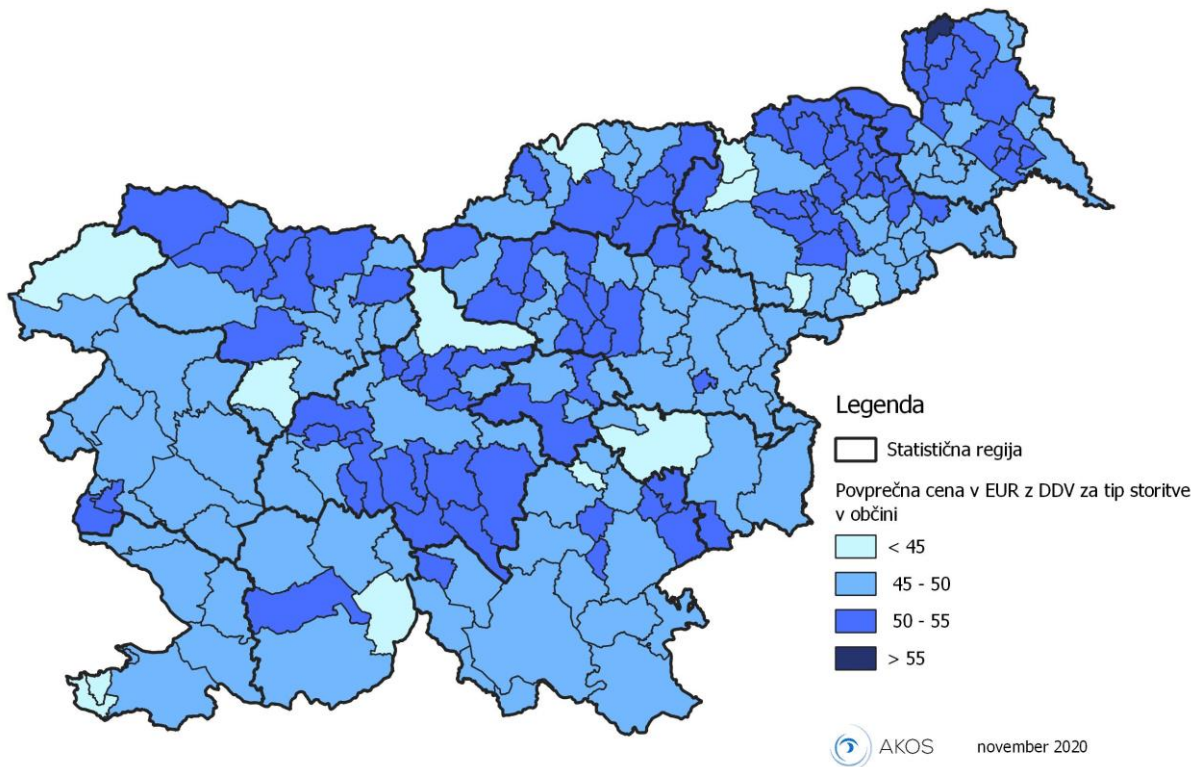 Legenda
Statistična regija
Povprečna cena v EUR z DDV za tip storitve
v občini
< 45
45 - 50
50 - 55
> 55
AKOS november 2020